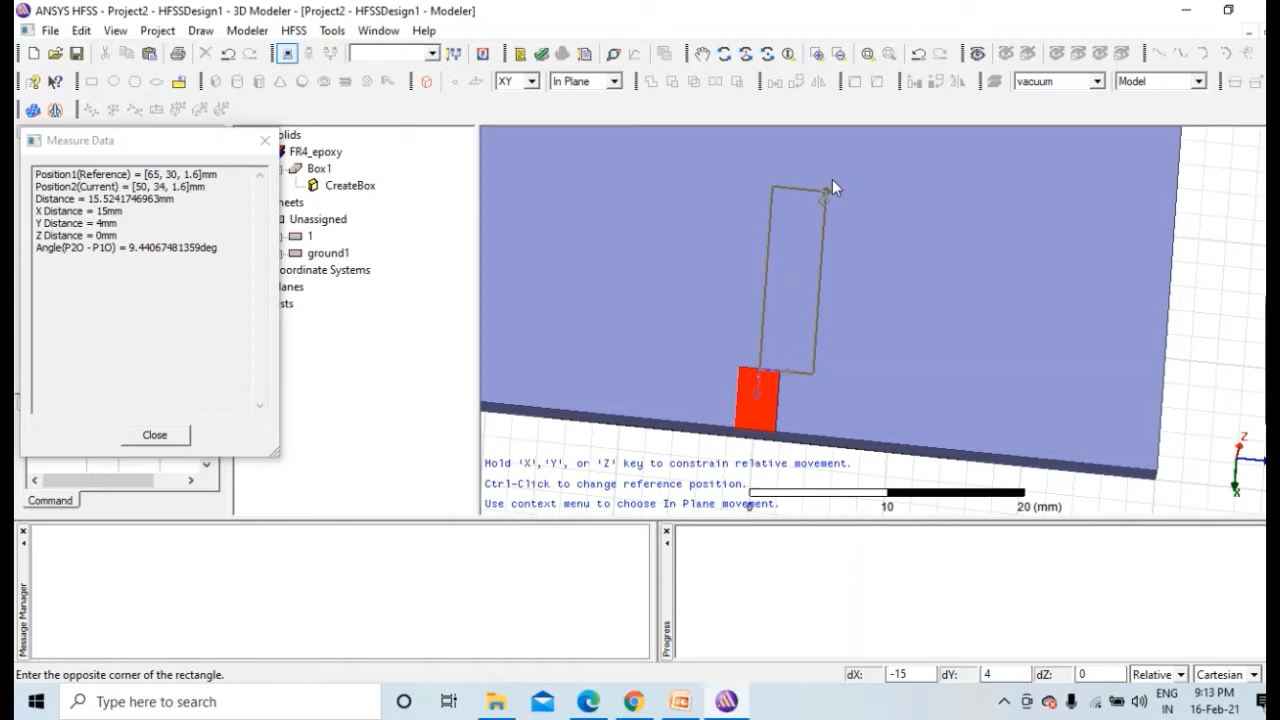 ANSYS HFSS - Project2 - HFSSDesign1 - 3D Modeler - [Project2 - HFSSDesign1 - Modeler]
File Edit View Project Draw Modeler HFSS Tools Window Help
XY In Plane vacuum Model
Measure Data
Position1(Reference) = [65, 30, 1.6]mm
Position2(Current) = [50, 34, 1.6]mm
Distance = 15.5241746963mm
X Distance = 15mm
Y Distance = 4mm
Z Distance = 0mm
Angle(P2O - P1O) = 9.44067481359deg
Close
Command
olids
FR4_epoxy
Box1
CreateBox
heets
Unassigned
1
ground1
oordinate Systems
lanes
sts
Z
Hold 'X','Y', or 'Z' key to constrain relative movement.
Ctrl-Click to change reference position.
Use context menu to choose In Plane movement.
0 10 20 (mm)
Message Manager
Progress
Enter the opposite corner of the rectangle.
dX: -15 dY: 4 dZ: 0 Relative Cartesian
Type here to search
ENG
IN
9:13 PM
16-Feb-21